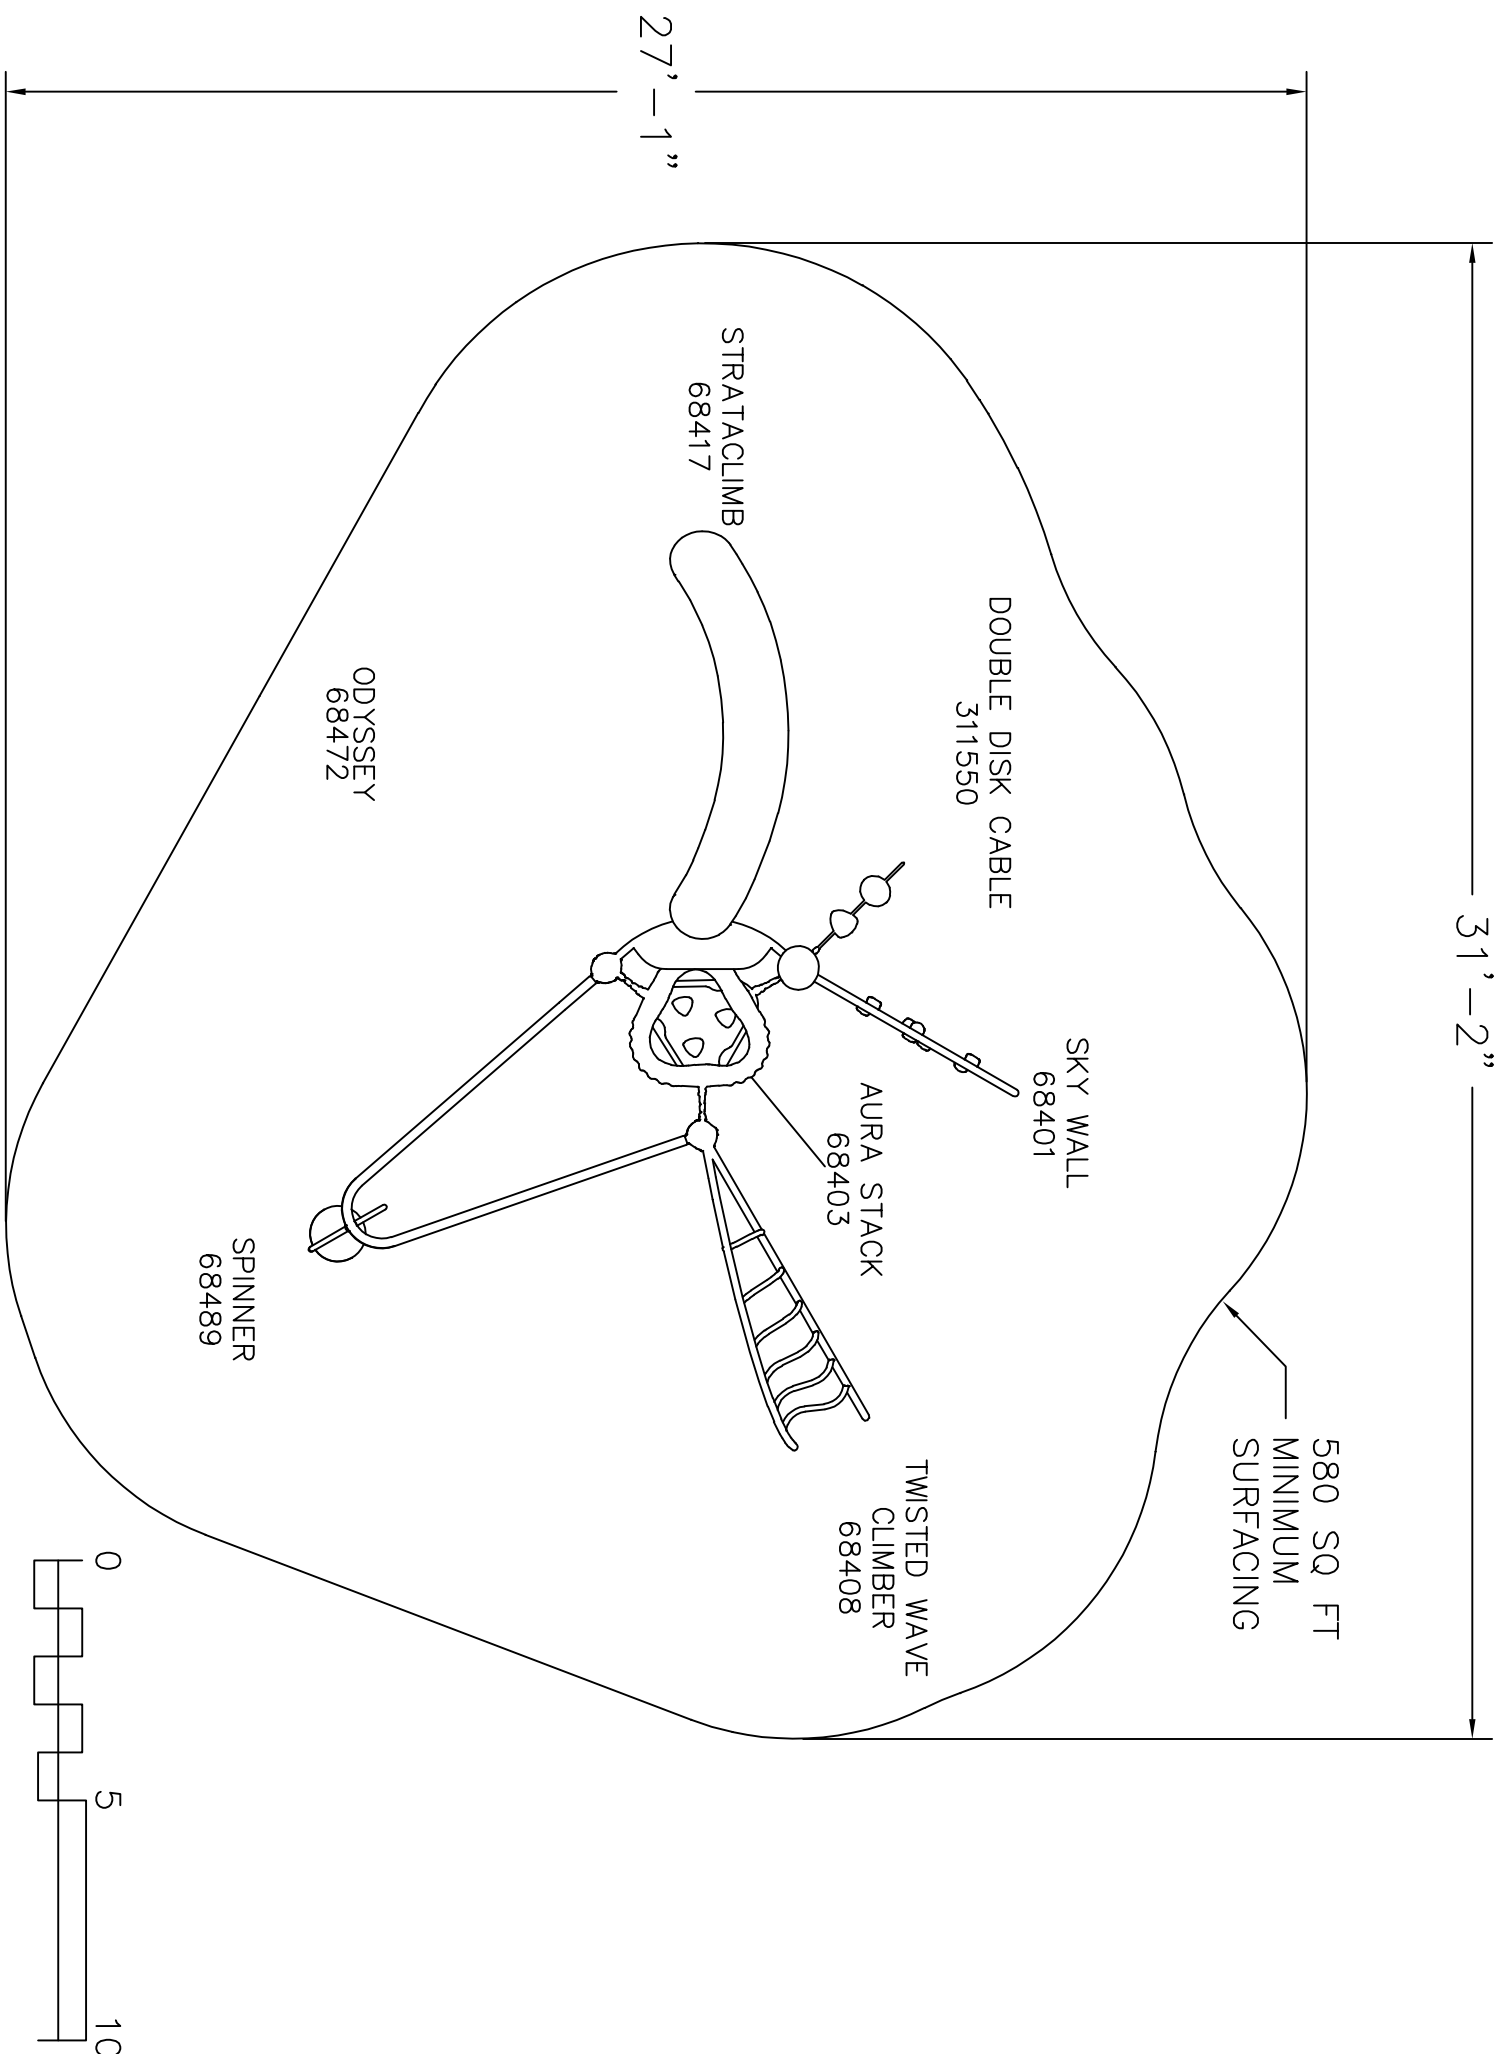 31'-2"
27'-1"
580 SQ FT
MINIMUM
SURFACING
SKY WALL
68401
DOUBLE DISK CABLE
311550
TWISTED WAVE
CLIMBER
68408
AURA STACK
68403
STRATACLIMB
68417
ODYSSEY
68472
SPINNER
68489
0 5 10